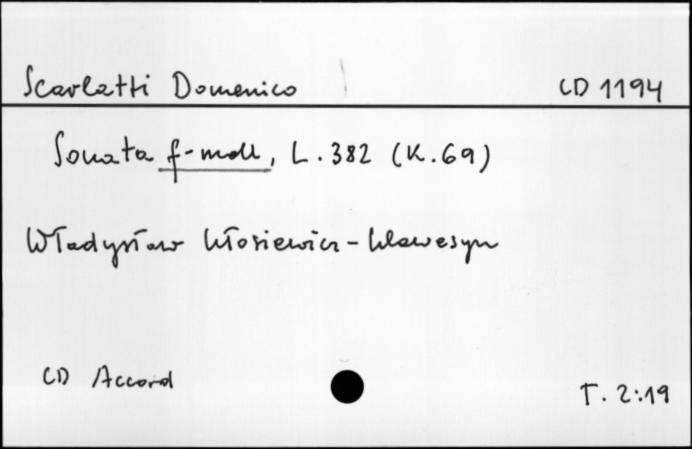 Scarlatti Domenico CD 1194
Sonata f-moll, L.382 (K.69)
Władysław Kłosiewicz - klawesyn
CD Accord T. 2:19